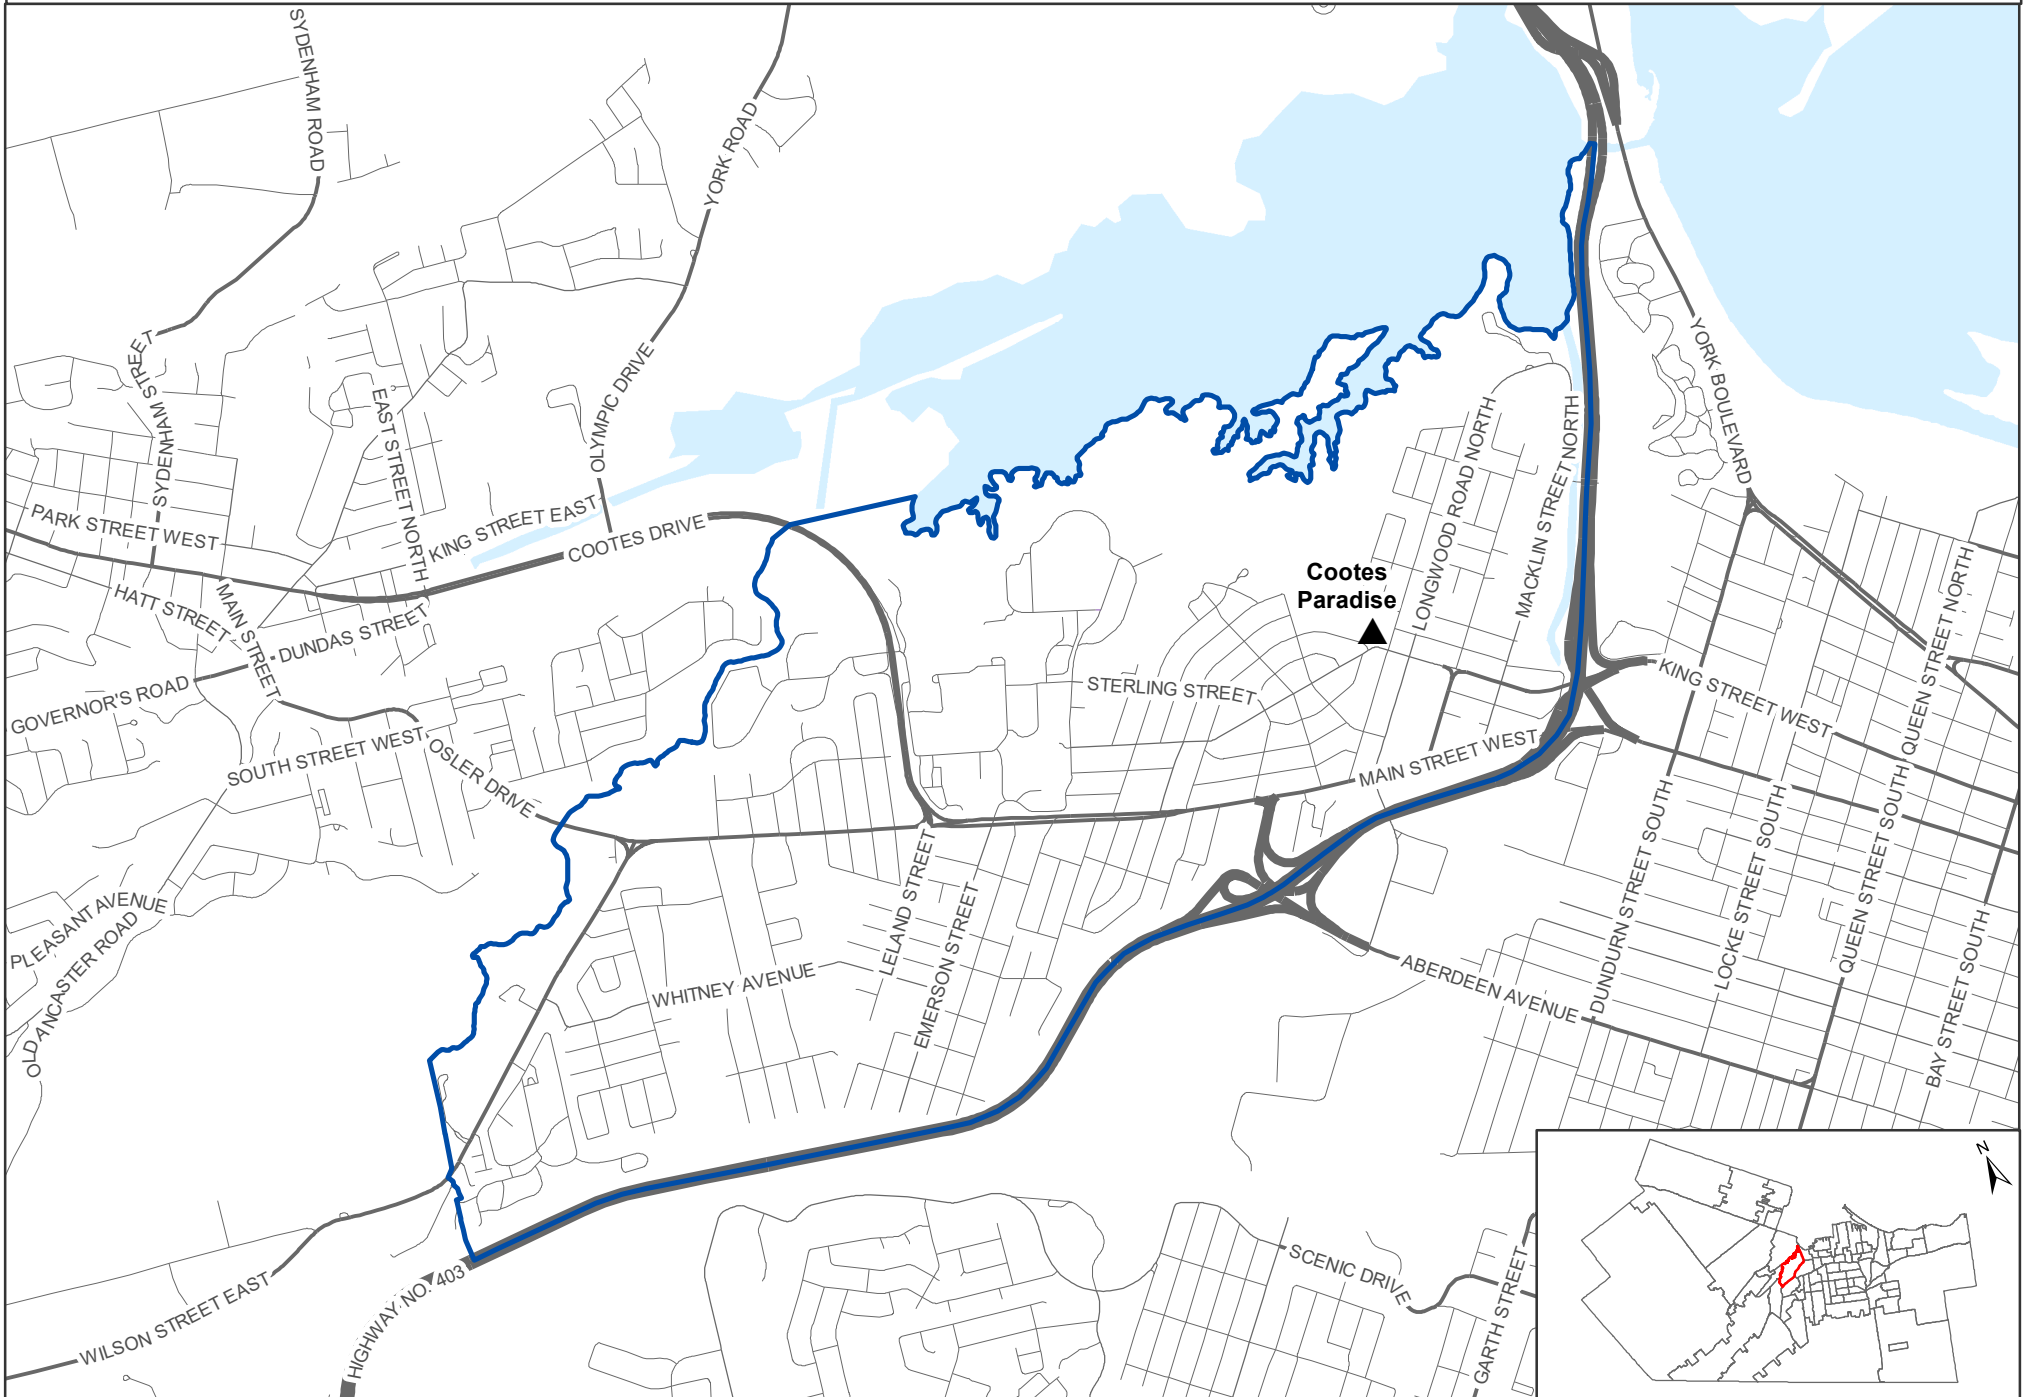 SYDENHAM ROAD
YORK ROAD
SYDENHAM STREET
EAST STREET NORTH
OLYMPIC DRIVE
YORK BOULEVARD
PARK STREET WEST
KING STREET EAST
COOTES DRIVE
HATT STREET
MAIN STREET
DUNDAS STREET
GOVERNOR'S ROAD
SOUTH STREET WEST
OSLER DRIVE
Cootes
Paradise
LONGWOOD ROAD NORTH
MACKLIN STREET NORTH
STERLING STREET
KING STREET WEST
QUEEN STREET NORTH
MAIN STREET WEST
PLEASANT AVENUE
OLD ANCASTER ROAD
LELAND STREET
EMERSON STREET
WHITNEY AVENUE
ABERDEEN AVENUE
DUNDURN STREET SOUTH
LOCKE STREET SOUTH
QUEEN STREET SOUTH
BAY STREET SOUTH
WILSON STREET EAST
HIGHWAY NO. 403
SCENIC DRIVE
GARTH STREET
N